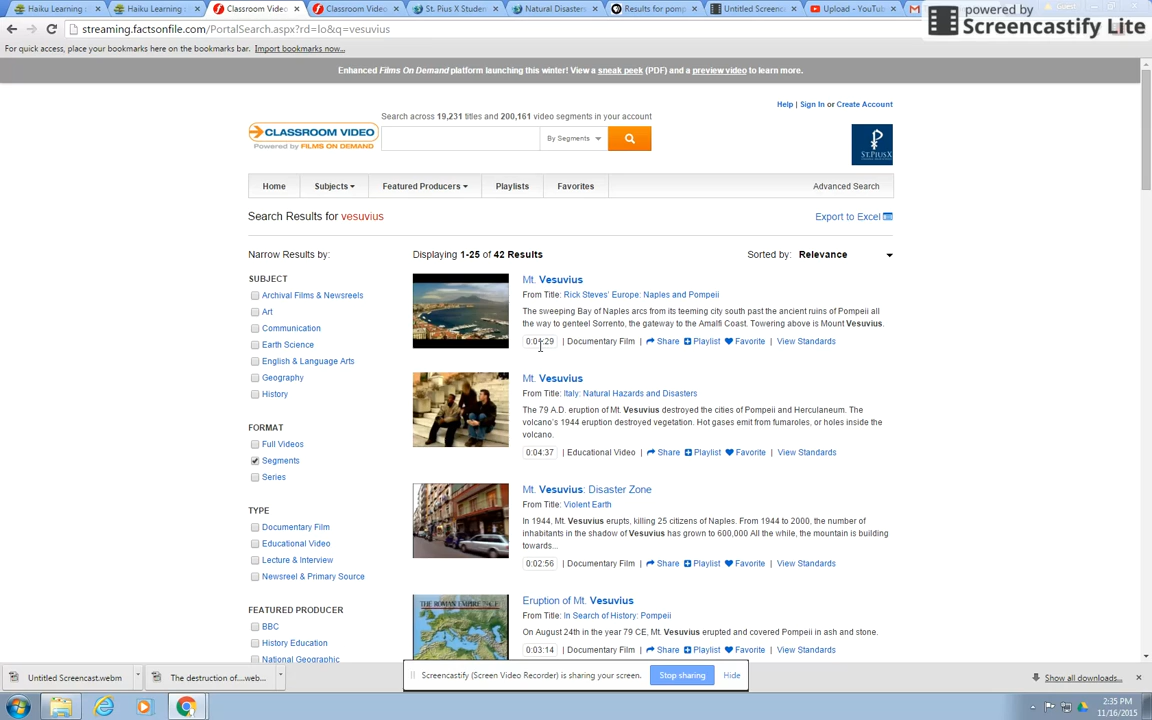 Haiku Learning :
Haiku Learning :
Classroom Video
Classroom Video
St. Pius X Studen
Natural Disasters
Results for pomp
Untitled Screenc
Upload - YouTub
powered by
Screencastify Lite
streaming.factsonfile.com/PortalSearch.aspx?rd=lo&q=vesuvius
For quick access, place your bookmarks here on the bookmarks bar. Import bookmarks now...
Enhanced Films On Demand platform launching this winter! View a sneak peek (PDF) and a preview video to learn more.
Help | Sign In or Create Account
Search across 19,231 titles and 200,161 video segments in your account
CLASSROOM VIDEO
Powered by FILMS ON DEMAND
By Segments
ST.PIUS X
Home Subjects Featured Producers Playlists Favorites Advanced Search
Search Results for vesuvius
Export to Excel
Narrow Results by:
Displaying 1-25 of 42 Results
Sorted by: Relevance
SUBJECT
Archival Films & Newsreels
Art
Communication
Earth Science
English & Language Arts
Geography
History
FORMAT
Full Videos
Segments
Series
TYPE
Documentary Film
Educational Video
Lecture & Interview
Newsreel & Primary Source
FEATURED PRODUCER
BBC
History Education
National Geographic
Mt. Vesuvius
From Title: Rick Steves' Europe: Naples and Pompeii
The sweeping Bay of Naples arcs from its teeming city south past the ancient ruins of Pompeii all
the way to genteel Sorrento, the gateway to the Amalfi Coast. Towering above is Mount Vesuvius.
0:04:29 | Documentary Film | Share Playlist Favorite | View Standards
Mt. Vesuvius
From Title: Italy: Natural Hazards and Disasters
The 79 A.D. eruption of Mt. Vesuvius destroyed the cities of Pompeii and Herculaneum. The
volcano's 1944 eruption destroyed vegetation. Hot gases emit from fumaroles, or holes inside the
volcano.
0:04:37 | Educational Video | Share Playlist Favorite | View Standards
Mt. Vesuvius: Disaster Zone
From Title: Violent Earth
In 1944, Mt. Vesuvius erupts, killing 25 citizens of Naples. From 1944 to 2000, the number of
inhabitants in the shadow of Vesuvius has grown to 600,000 All the while, the mountain is building
towards...
0:02:56 | Documentary Film | Share Playlist Favorite | View Standards
THE ROMAN EMPIRE 79 C.E.
Eruption of Mt. Vesuvius
From Title: In Search of History: Pompeii
On August 24th in the year 79 CE, Mt. Vesuvius erupted and covered Pompeii in ash and stone.
0:03:14 | Documentary Film | Share Playlist Favorite | View Standards
Screencastify (Screen Video Recorder) is sharing your screen. Stop sharing Hide
Untitled Screencast.webm
The destruction of....web...
Show all downloads...
2:35 PM
11/16/2015